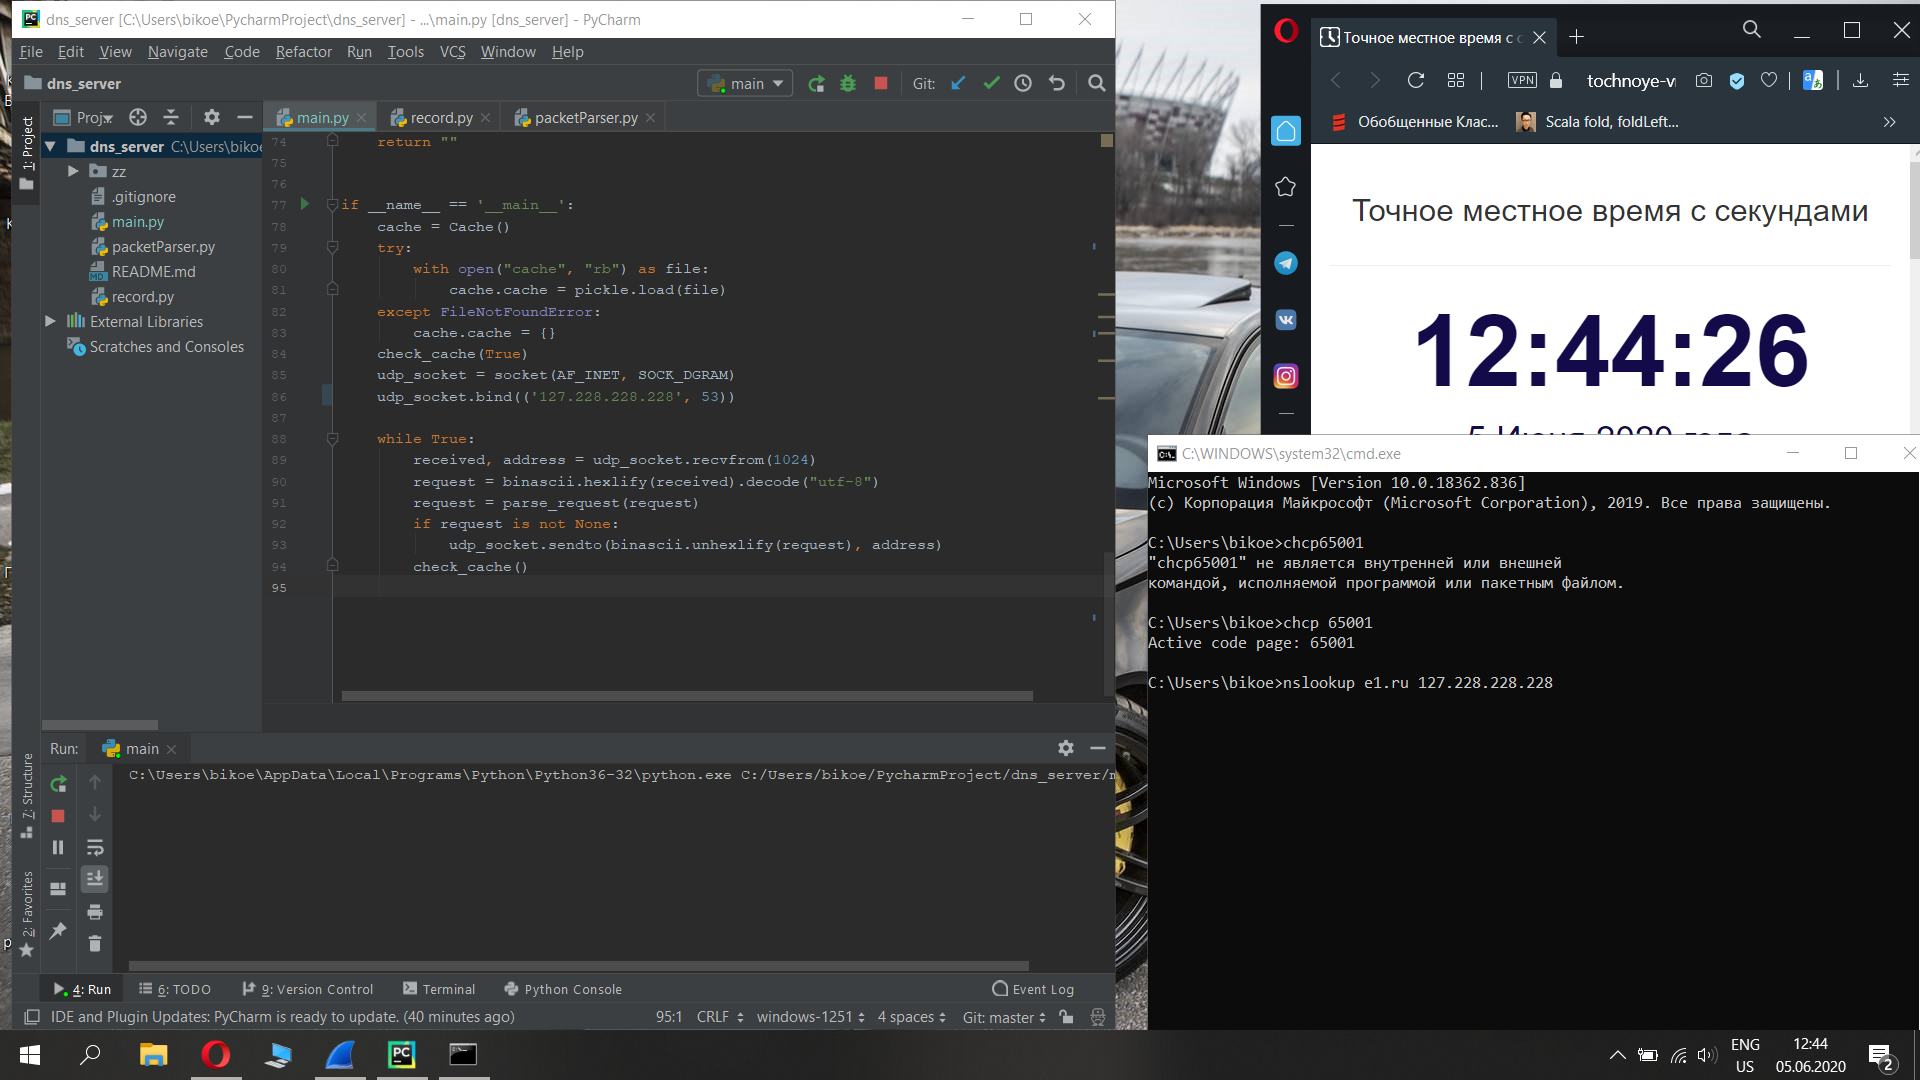 dns_server [C:\Users\bikoe\PycharmProject\dns_server] - ...\main.py [dns_server] - PyCharm
File Edit View Navigate Code Refactor Run Tools VCS Window Help
dns_server
main
Git:
1: Project
Proj
main.py
record.py
packetParser.py
dns_server C:\Users\bikoe
zz
.gitignore
main.py
packetParser.py
README.md
record.py
External Libraries
Scratches and Consoles
74 return ""
75
76
77 if __name__ == '__main__':
78 cache = Cache()
79 try:
80 with open("cache", "rb") as file:
81 cache.cache = pickle.load(file)
82 except FileNotFoundError:
83 cache.cache = {}
84 check_cache(True)
85 udp_socket = socket(AF_INET, SOCK_DGRAM)
86 udp_socket.bind(('127.228.228.228', 53))
87
88 while True:
89 received, address = udp_socket.recvfrom(1024)
90 request = binascii.hexlify(received).decode("utf-8")
91 request = parse_request(request)
92 if request is not None:
93 udp_socket.sendto(binascii.unhexlify(request), address)
94 check_cache()
95
7: Structure
2: Favorites
Run: main
C:\Users\bikoe\AppData\Local\Programs\Python\Python36-32\python.exe C:/Users/bikoe/PycharmProject/dns_server/m
4: Run 6: TODO 9: Version Control Terminal Python Console Event Log
IDE and Plugin Updates: PyCharm is ready to update. (40 minutes ago) 95:1 CRLF windows-1251 4 spaces Git: master
Точное местное время с с
VPN tochnoye-v
Обобщенные Клас... Scala fold, foldLeft... »
Точное местное время с секундами
12:44:26
5 Июня 2020 года
C:\WINDOWS\system32\cmd.exe
Microsoft Windows [Version 10.0.18362.836]
(c) Корпорация Майкрософт (Microsoft Corporation), 2019. Все права защищены.
C:\Users\bikoe>chcp65001
"chcp65001" не является внутренней или внешней
командой, исполняемой программой или пакетным файлом.
C:\Users\bikoe>chcp 65001
Active code page: 65001
C:\Users\bikoe>nslookup e1.ru 127.228.228.228
ENG
US
12:44
05.06.2020
2